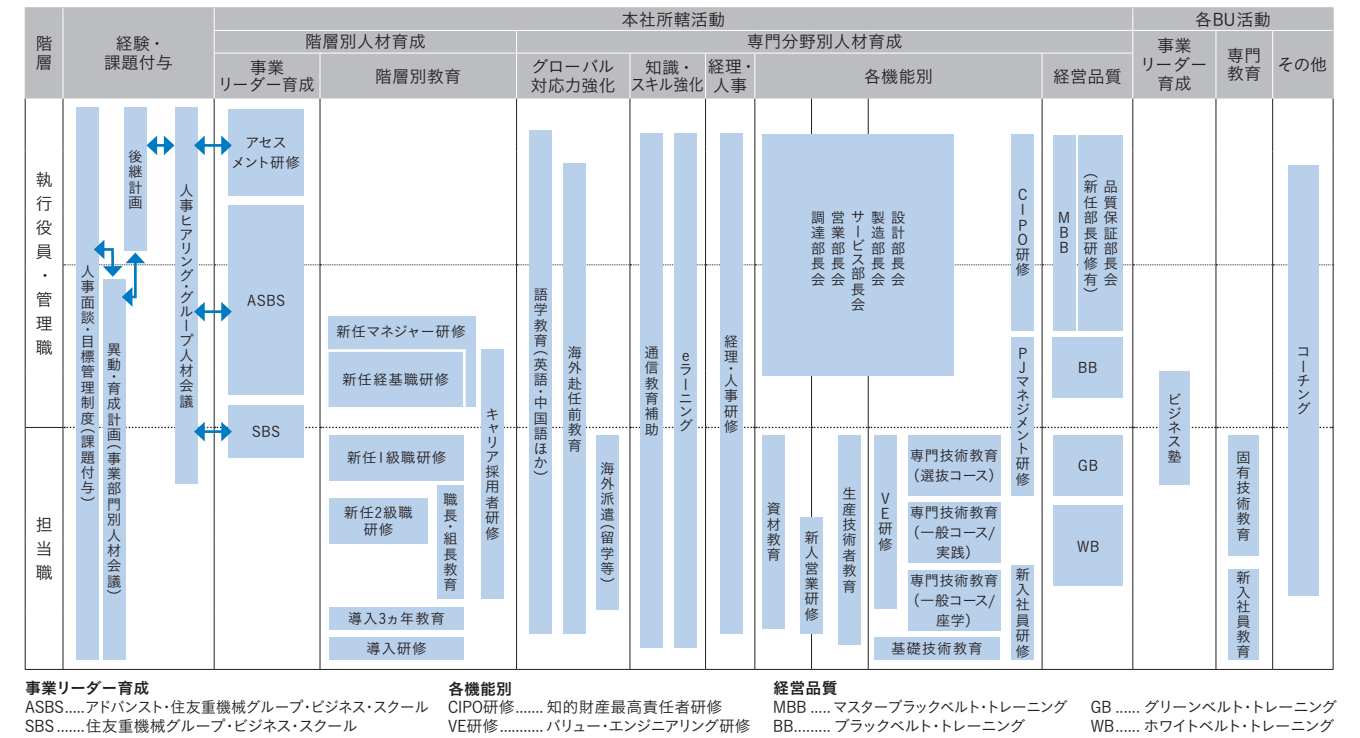 階層
経験・
課題付与
本社所轄活動
各BU活動
階層別人材育成
専門分野別人材育成
事業
リーダー育成
階層別教育
グローバル
対応力強化
知識・
スキル強化
経理・
人事
各機能別
経営品質
事業
リーダー
育成
専門
教育
その他
執行役員・管理職
担当職
人事面談・目標管理制度(課題付与)
異動・育成計画(事業部門別人材会議)
後継計画
人事ヒアリング・グループ人材会議
アセス
メント研修
ASBS
SBS
新任マネジャー研修
新任経基職研修
新任1級職研修
新任2級職
研修
職長・組長教育
導入3ヵ年教育
導入研修
キャリア採用者研修
語学教育(英語・中国語ほか)
海外赴任前教育
海外派遣(留学等)
通信教育補助
eラーニング
経理・人事研修
設計部長会
製造部長会
サービス部長会
営業部長会
調達部長会
資材教育
新人営業研修
生産技術者教育
VE研修
専門技術教育
(選抜コース)
専門技術教育
(一般コース/
実践)
専門技術教育
(一般コース/
座学)
基礎技術教育
CIPO研修
PJマネジメント研修
新入社員研修
MBB
品質保証部長会
(新任部長研修有)
BB
GB
WB
ビジネス塾
固有技術教育
新入社員教育
コーチング
事業リーダー育成
ASBS.....アドバンスト・住友重機械グループ・ビジネス・スクール
SBS.......住友重機械グループ・ビジネス・スクール
各機能別
CIPO研修....... 知的財産最高責任者研修
VE研修...........バリュー・エンジニアリング研修
経営品質
MBB .....マスターブラックベルト・トレーニング
BB.........ブラックベルト・トレーニング
GB ...... グリーンベルト・トレーニング
WB...... ホワイトベルト・トレーニング